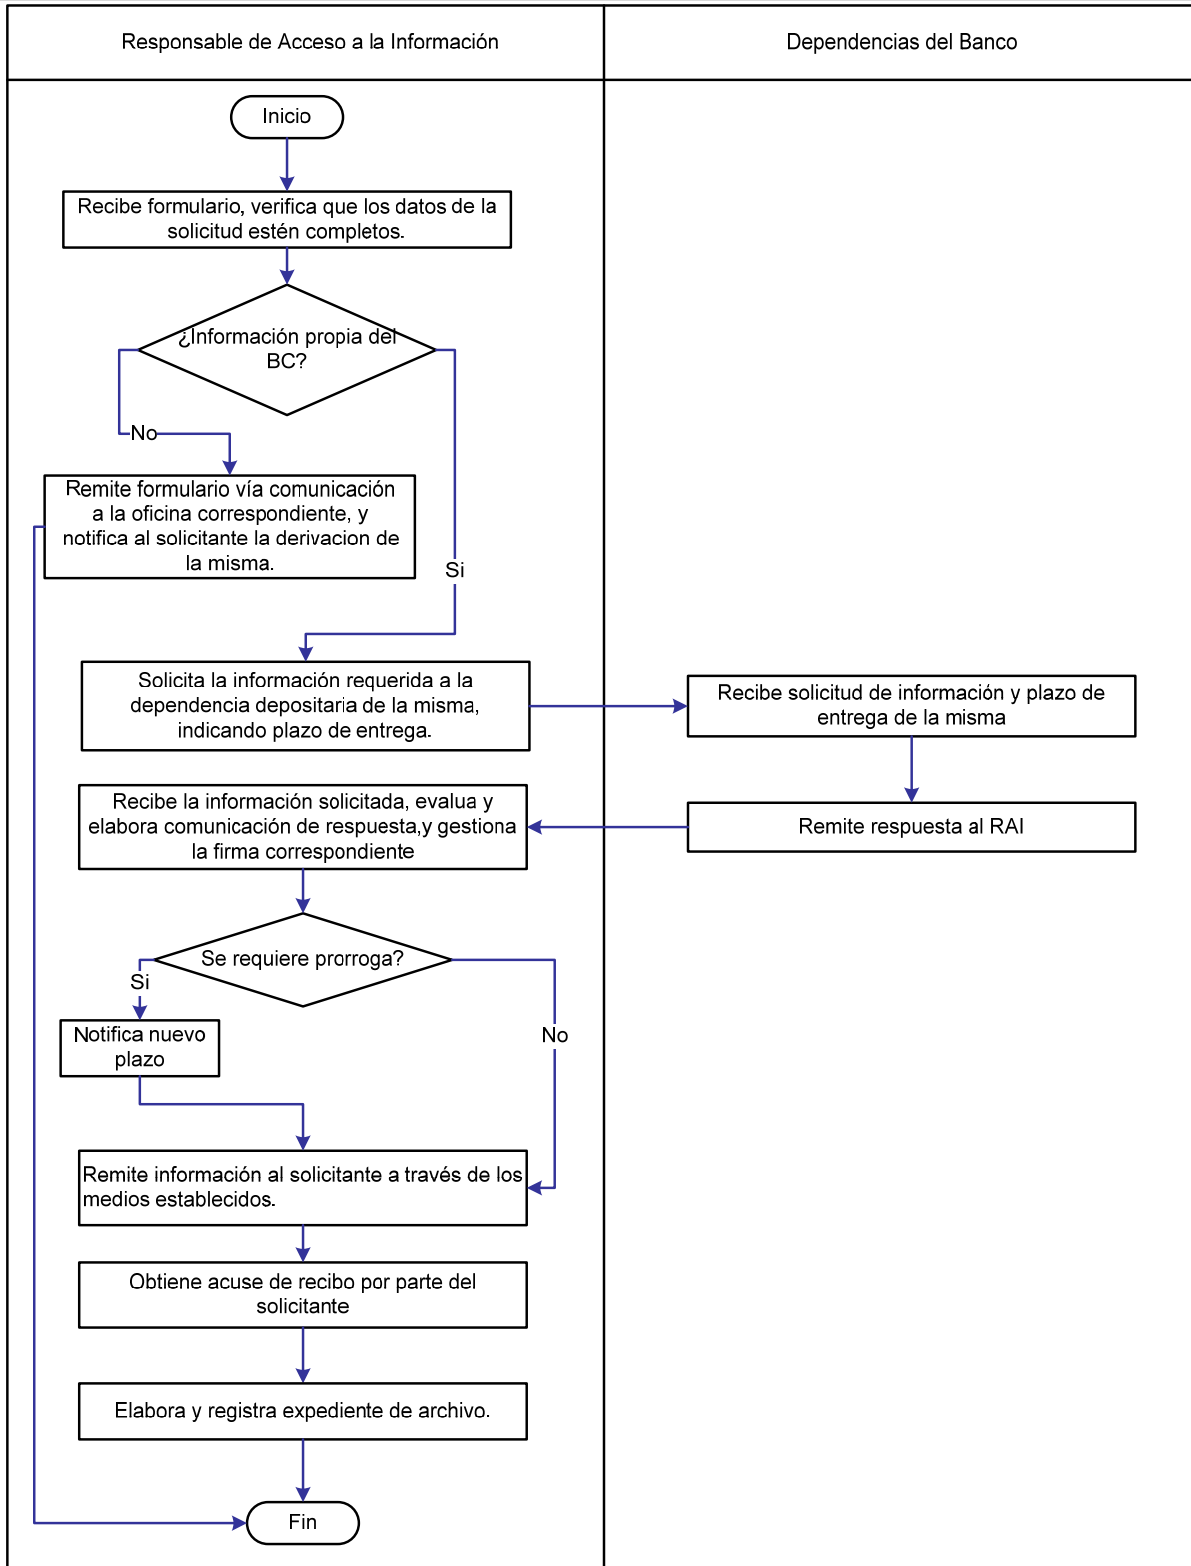 Responsable de Acceso a la Información
Dependencias del Banco
Inicio
Recibe formulario, verifica que los datos de la
solicitud estén completos.
¿Información propia del
BC?
No
Remite formulario vía comunicación
a la oficina correspondiente, y
notifica al solicitante la derivacion de
la misma.
Si
Solicita la información requerida a la
dependencia depositaria de la misma,
indicando plazo de entrega.
Recibe solicitud de información y plazo de
entrega de la misma
Recibe la información solicitada, evalua y
elabora comunicación de respuesta,y gestiona
la firma correspondiente
Remite respuesta al RAI
Se requiere prorroga?
Si
Notifica nuevo
plazo
No
Remite información al solicitante a través de los
medios establecidos.
Obtiene acuse de recibo por parte del
solicitante
Elabora y registra expediente de archivo.
Fin